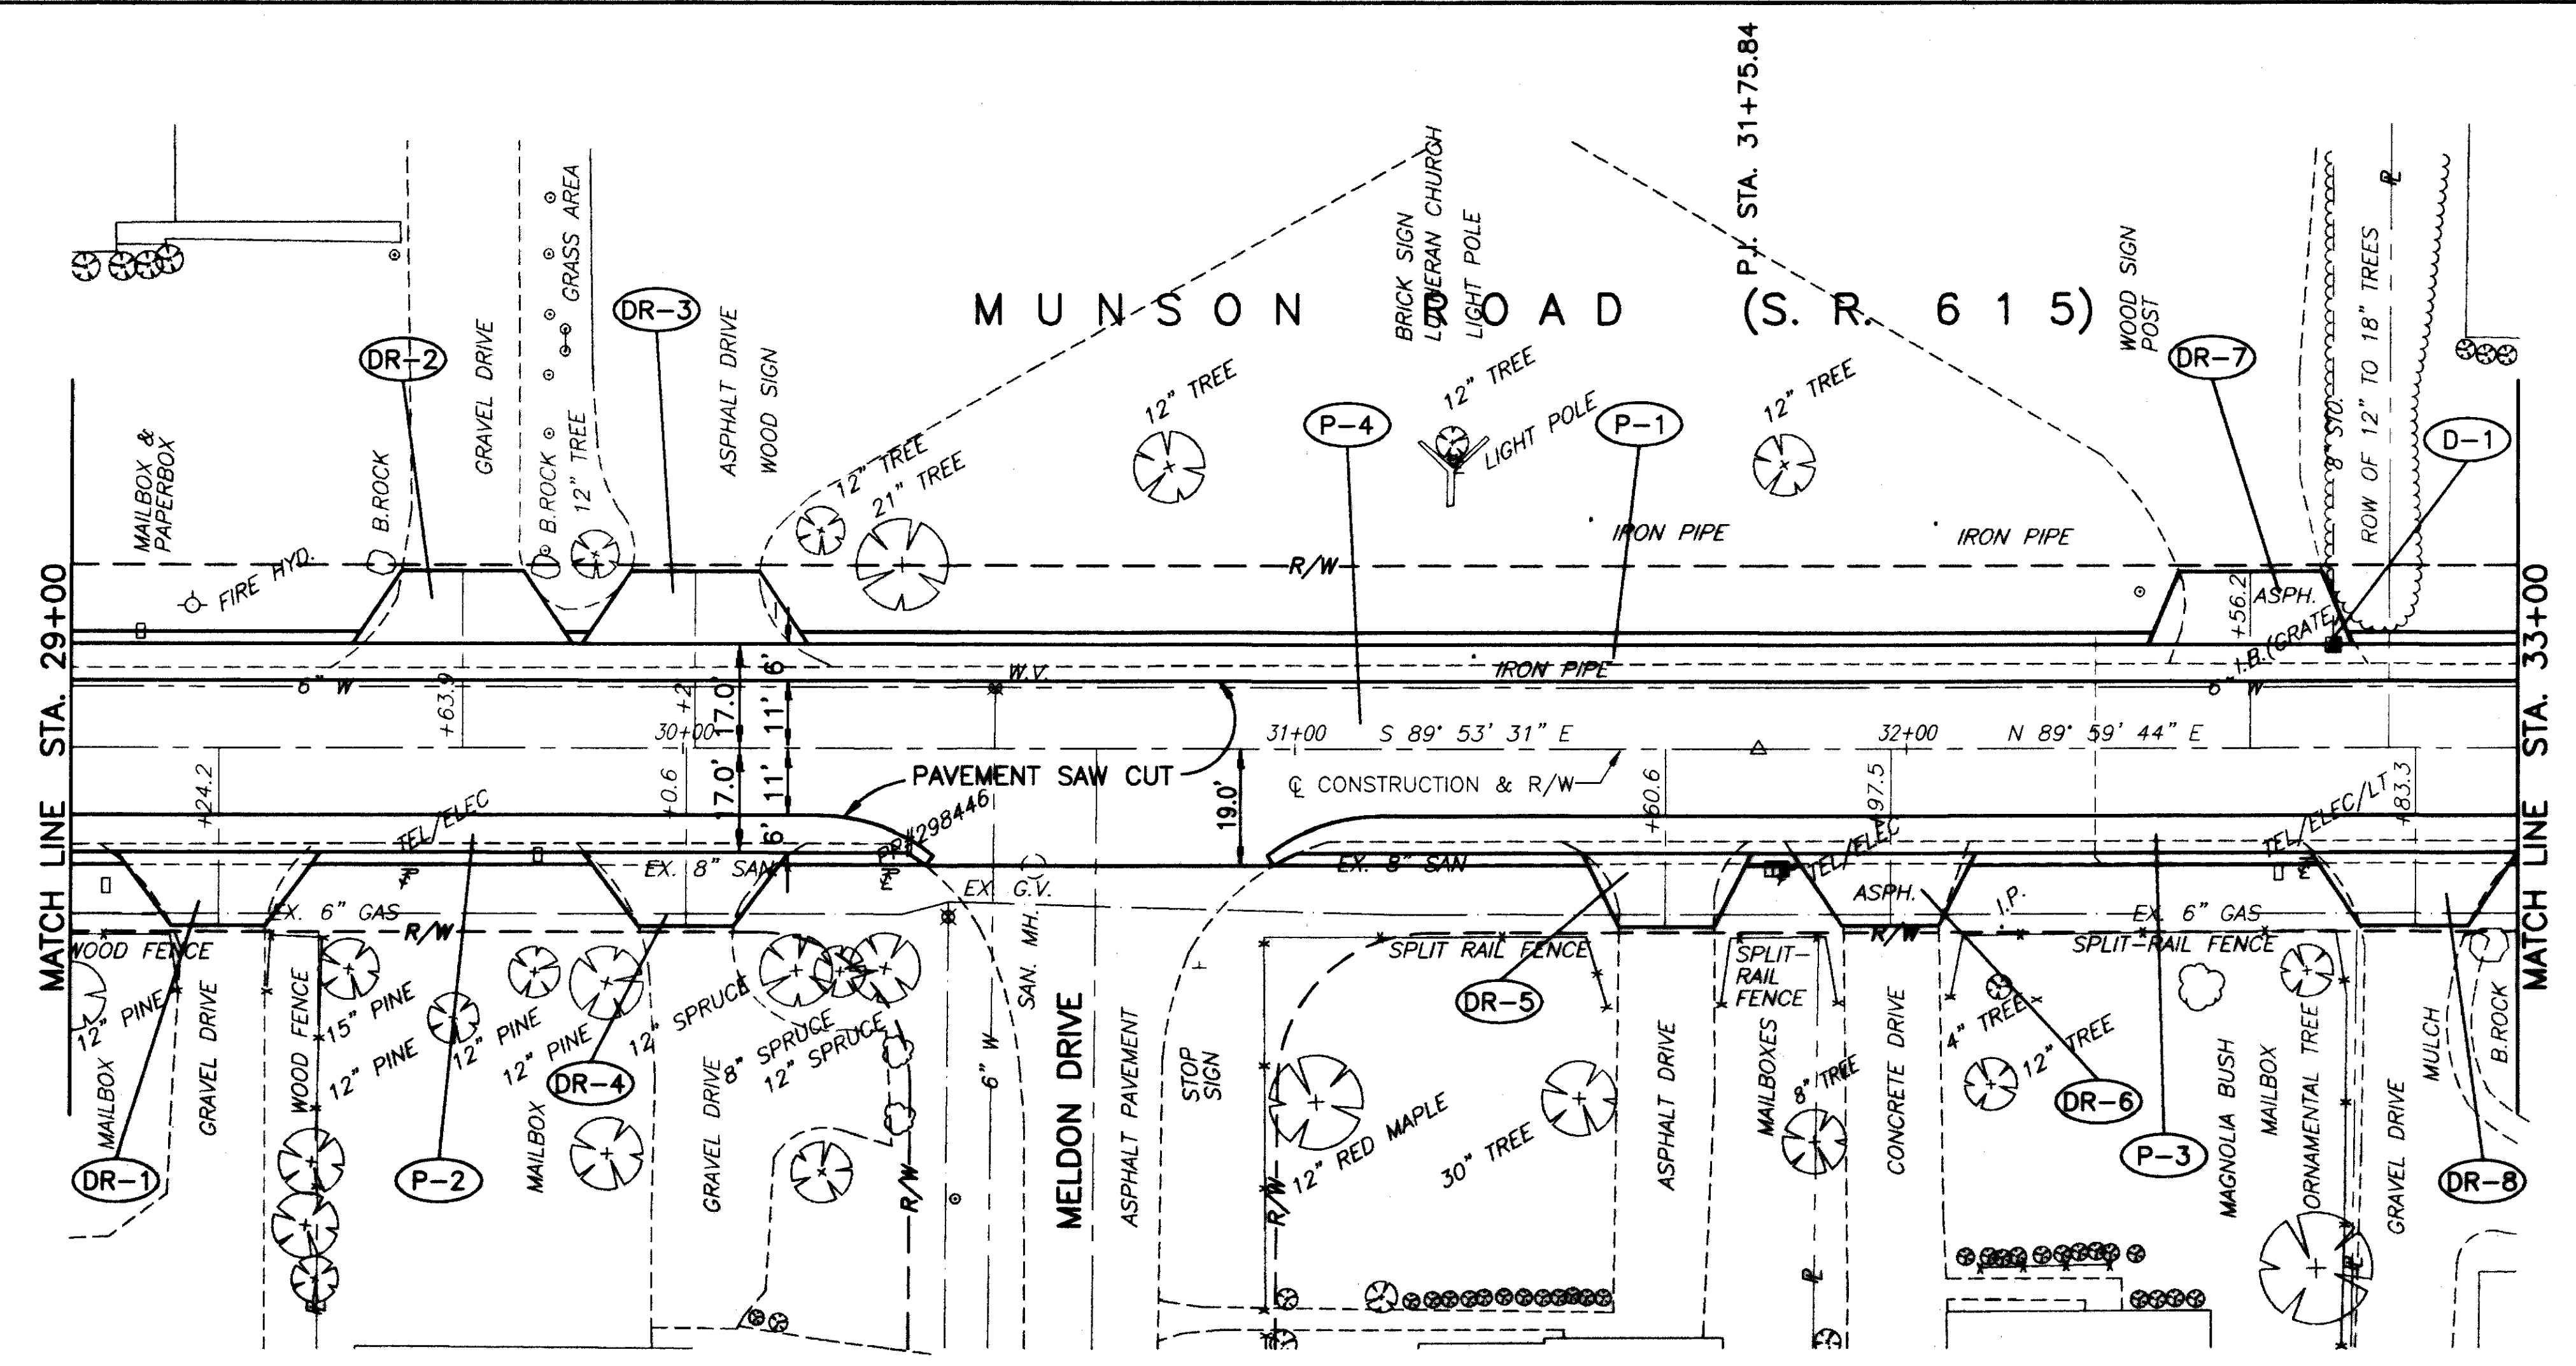 P.I. STA. 31+75.84
MUNSON ROAD (S. R. 615)
BRICK SIGN
LUTHERAN CHURCH
LIGHT POLE
GRASS AREA
DR-3
DR-2
GRAVEL DRIVE
ASPHALT DRIVE
WOOD SIGN
WOOD SIGN
POST
DR-7
8" STO.
ROW OF 12" TO 18" TREES
PL
D-1
MAILBOX &
PAPERBOX
B.ROCK
B.ROCK
12" TREE
12" TREE
21" TREE
12" TREE
P-4
12" TREE
LIGHT POLE
P-1
12" TREE
IRON PIPE
IRON PIPE
FIRE HYD.
R/W
+56.2
ASPH.
I.B.(GRATE)
MATCH LINE STA. 29+00
MATCH LINE STA. 33+00
6" W
W.V.
IRON PIPE
6" W
+63.9
+2
17.0'
6'
11'
30+00
31+00
S 89° 53' 31" E
32+00
N 89° 59' 44" E
+24.2
+0.6
17.0'
11'
6'
PAVEMENT SAW CUT
19.0'
℄ CONSTRUCTION & R/W
+60.6
+97.5
+83.3
TEL/ELEC
PP#298446
TEL/ELEC
TEL/ELEC/LT
EX. 8" SAN
EX. 8" SAN
EX G.V.
SAN. MH.
ASPH.
I.P.
EX. 6" GAS
EX. 6" GAS
R/W
R/W
WOOD FENCE
SPLIT RAIL FENCE
SPLIT-
RAIL
FENCE
SPLIT-RAIL FENCE
12" PINE
MAILBOX
GRAVEL DRIVE
WOOD FENCE
15" PINE
12" PINE
12" PINE
12" PINE
12" SPRUCE
8" SPRUCE
12" SPRUCE
DR-4
MAILBOX
GRAVEL DRIVE
DR-1
P-2
R/W
6" W
MELDON DRIVE
ASPHALT PAVEMENT
STOP
SIGN
R/W
12" RED MAPLE
30" TREE
DR-5
ASPHALT DRIVE
MAILBOXES
8" TREE
CONCRETE DRIVE
4" TREE
12" TREE
DR-6
P-3
MAGNOLIA BUSH
MAILBOX
ORNAMENTAL TREE
GRAVEL DRIVE
MULCH
B.ROCK
DR-8
PL
PL
PL